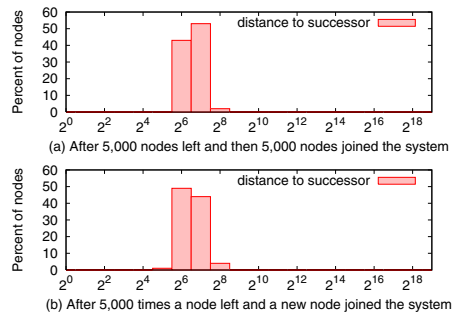 60
50
40
30
20
10
0
Percent of nodes
distance to successor
2^0 2^2 2^4 2^6 2^8 2^10 2^12 2^14 2^16 2^18
(a) After 5,000 nodes left and then 5,000 nodes joined the system
60
50
40
30
20
10
0
Percent of nodes
distance to successor
2^0 2^2 2^4 2^6 2^8 2^10 2^12 2^14 2^16 2^18
(b) After 5,000 times a node left and a new node joined the system